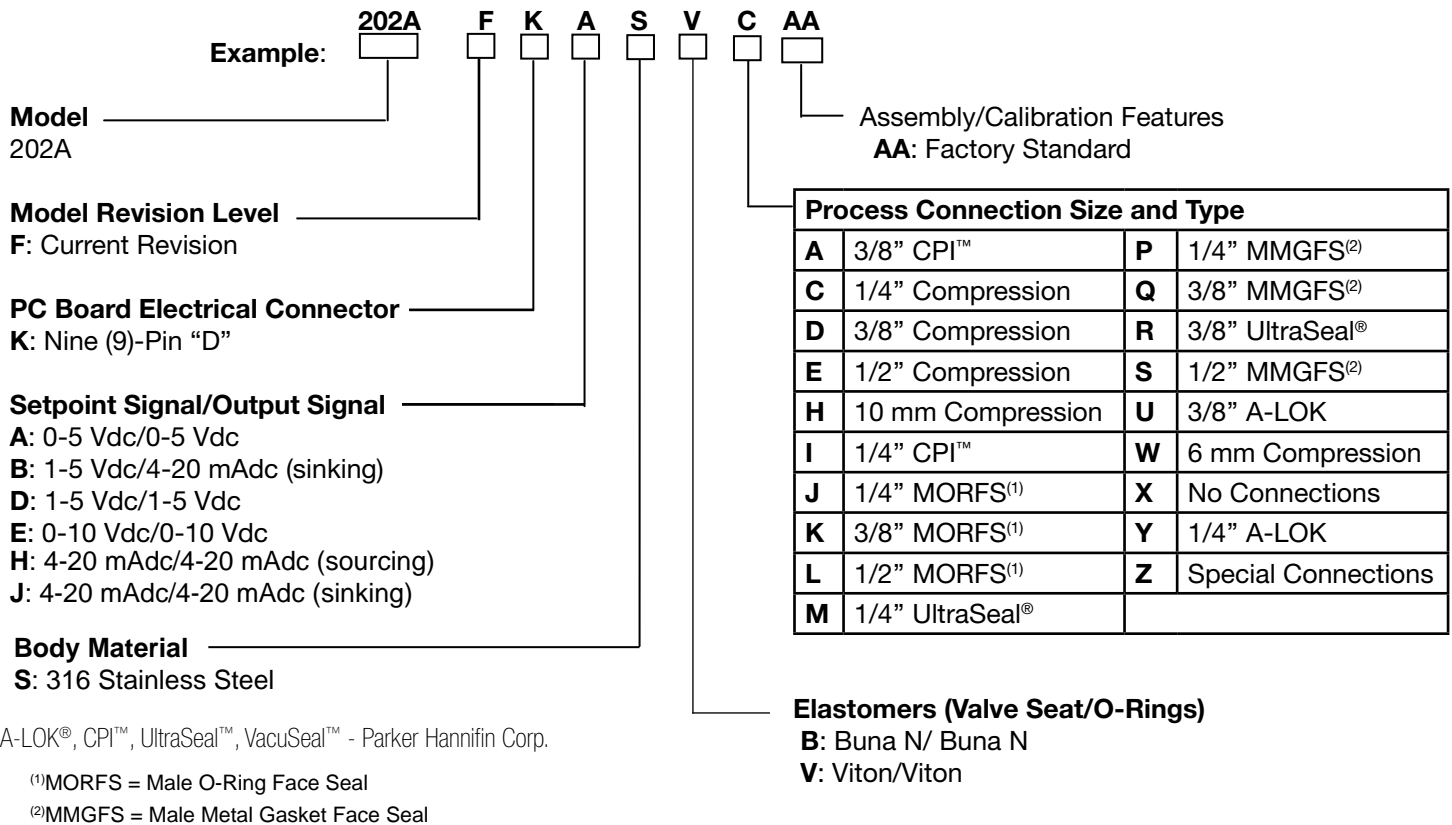 202A F K A S V C AA
Example:
Model
202A
Model Revision Level
F: Current Revision
PC Board Electrical Connector
K: Nine (9)-Pin “D”
Setpoint Signal/Output Signal
A: 0-5 Vdc/0-5 Vdc
B: 1-5 Vdc/4-20 mAdc (sinking)
D: 1-5 Vdc/1-5 Vdc
E: 0-10 Vdc/0-10 Vdc
H: 4-20 mAdc/4-20 mAdc (sourcing)
J: 4-20 mAdc/4-20 mAdc (sinking)
Body Material
S: 316 Stainless Steel
A-LOK®, CPI™, UltraSeal™, VacuSeal™ - Parker Hannifin Corp.
(1)MORFS = Male O-Ring Face Seal
(2)MMGFS = Male Metal Gasket Face Seal
Assembly/Calibration Features
AA: Factory Standard
Process Connection Size and Type
A 3/8” CPI™ P 1/4” MMGFS(2)
C 1/4” Compression Q 3/8” MMGFS(2)
D 3/8” Compression R 3/8” UltraSeal®
E 1/2” Compression S 1/2” MMGFS(2)
H 10 mm Compression U 3/8” A-LOK
I 1/4” CPI™ W 6 mm Compression
J 1/4” MORFS(1) X No Connections
K 3/8” MORFS(1) Y 1/4” A-LOK
L 1/2” MORFS(1) Z Special Connections
M 1/4” UltraSeal®
Elastomers (Valve Seat/O-Rings)
B: Buna N/ Buna N
V: Viton/Viton